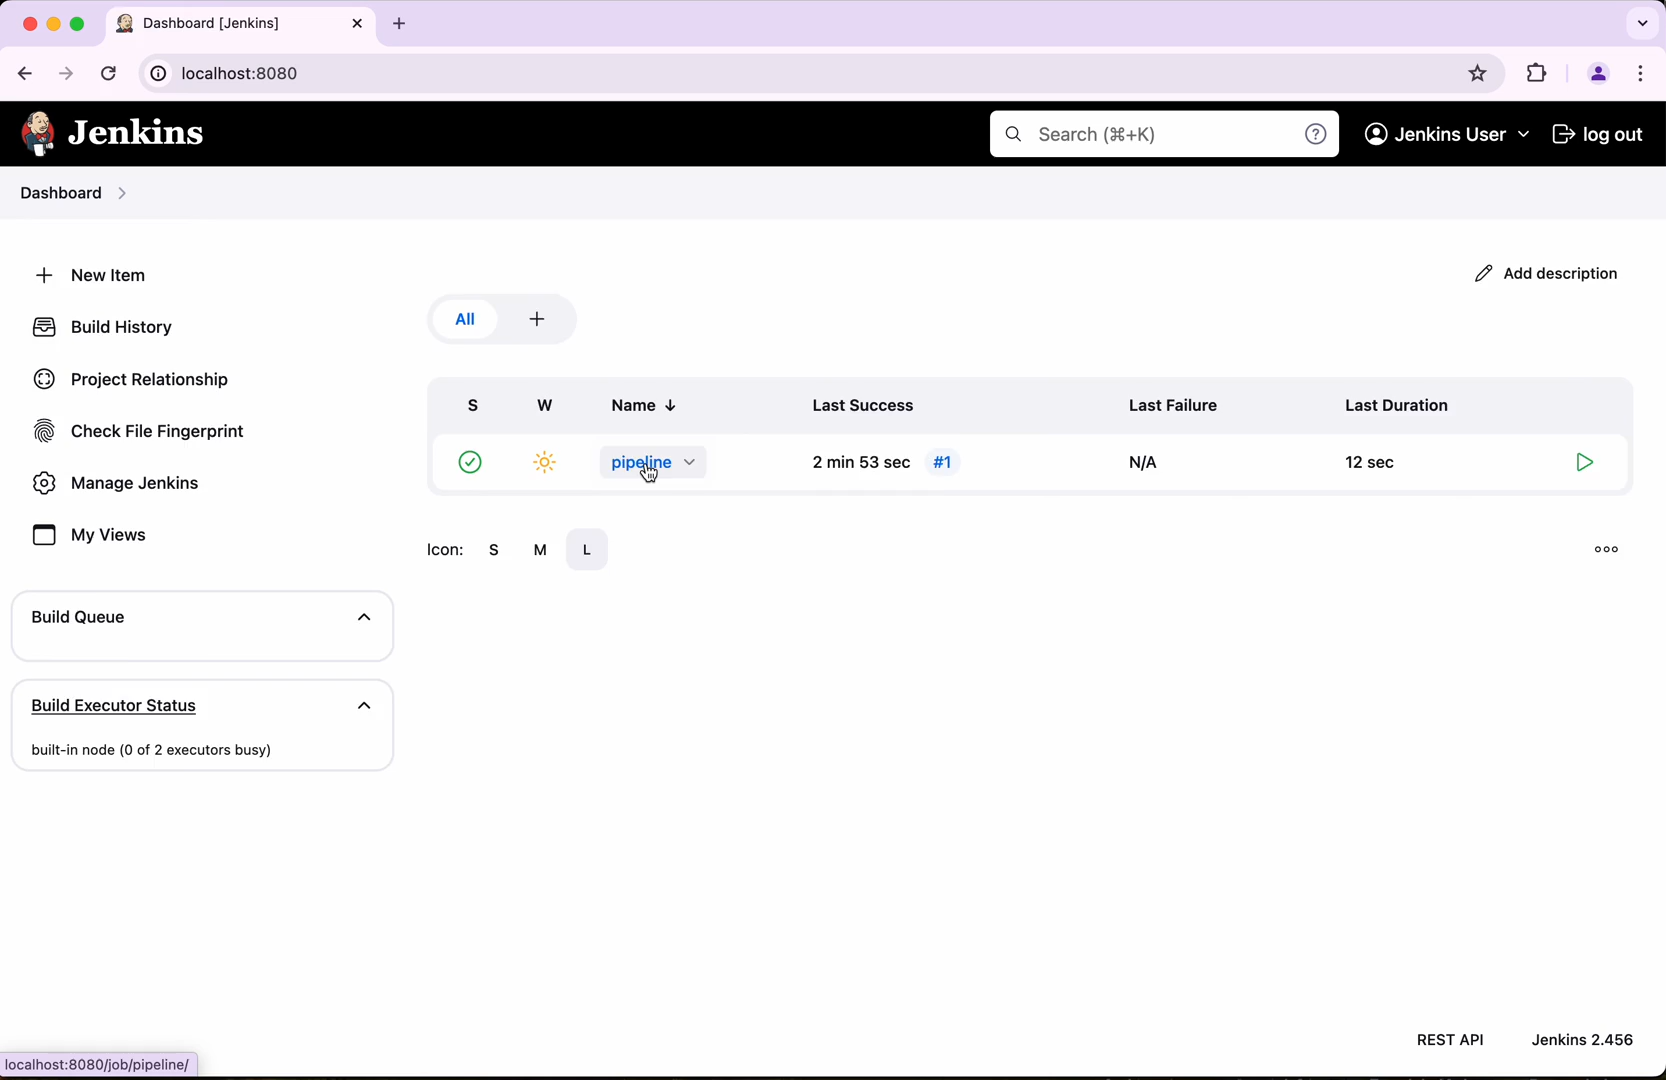 Dashboard [Jenkins]
localhost:8080
Jenkins
Search (⌘+K)
Jenkins User
log out
Dashboard
New Item
Build History
Project Relationship
Check File Fingerprint
Manage Jenkins
My Views
Build Queue
Build Executor Status
built-in node (0 of 2 executors busy)
Add description
All
S W Name ↓ Last Success Last Failure Last Duration
pipeline 2 min 53 sec #1 N/A 12 sec
Icon: S M L
REST API Jenkins 2.456
localhost:8080/job/pipeline/